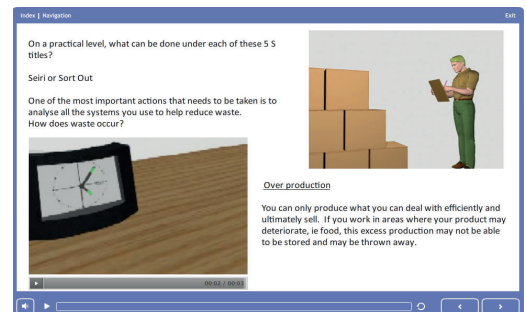 Index | Navigation
Exit
On a practical level, what can be done under each of these 5 S
titles?
Seiri or Sort Out
One of the most important actions that needs to be taken is to
analyse all the systems you use to help reduce waste.
How does waste occur?
00:02 / 00:03
Over production
You can only produce what you can deal with efficiently and
ultimately sell. If you work in areas where your product may
deteriorate, ie food, this excess production may not be able
to be stored and may be thrown away.